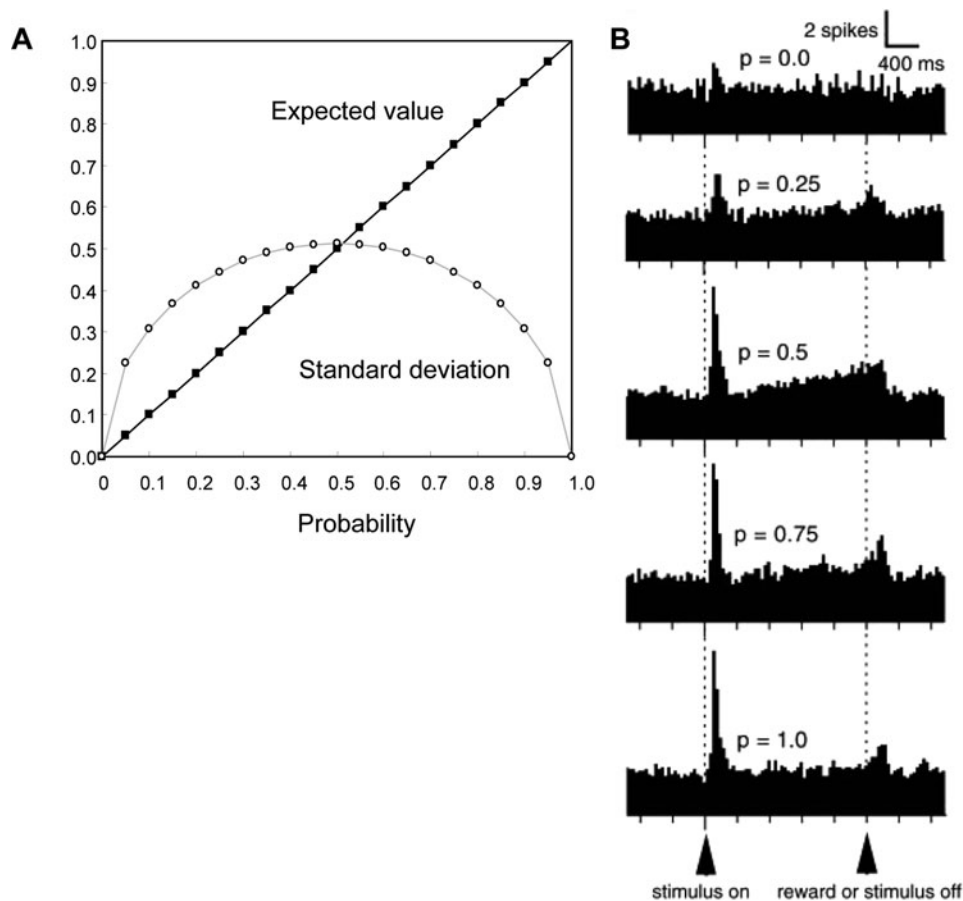 A
1.0
0.9
0.8
0.7
0.6
0.5
0.4
0.3
0.2
0.1
0.0
Expected value
Standard deviation
0 0.1 0.2 0.3 0.4 0.5 0.6 0.7 0.8 0.9 1.0
Probability
B
2 spikes
400 ms
p = 0.0
p = 0.25
p = 0.5
p = 0.75
p = 1.0
stimulus on
reward or stimulus off